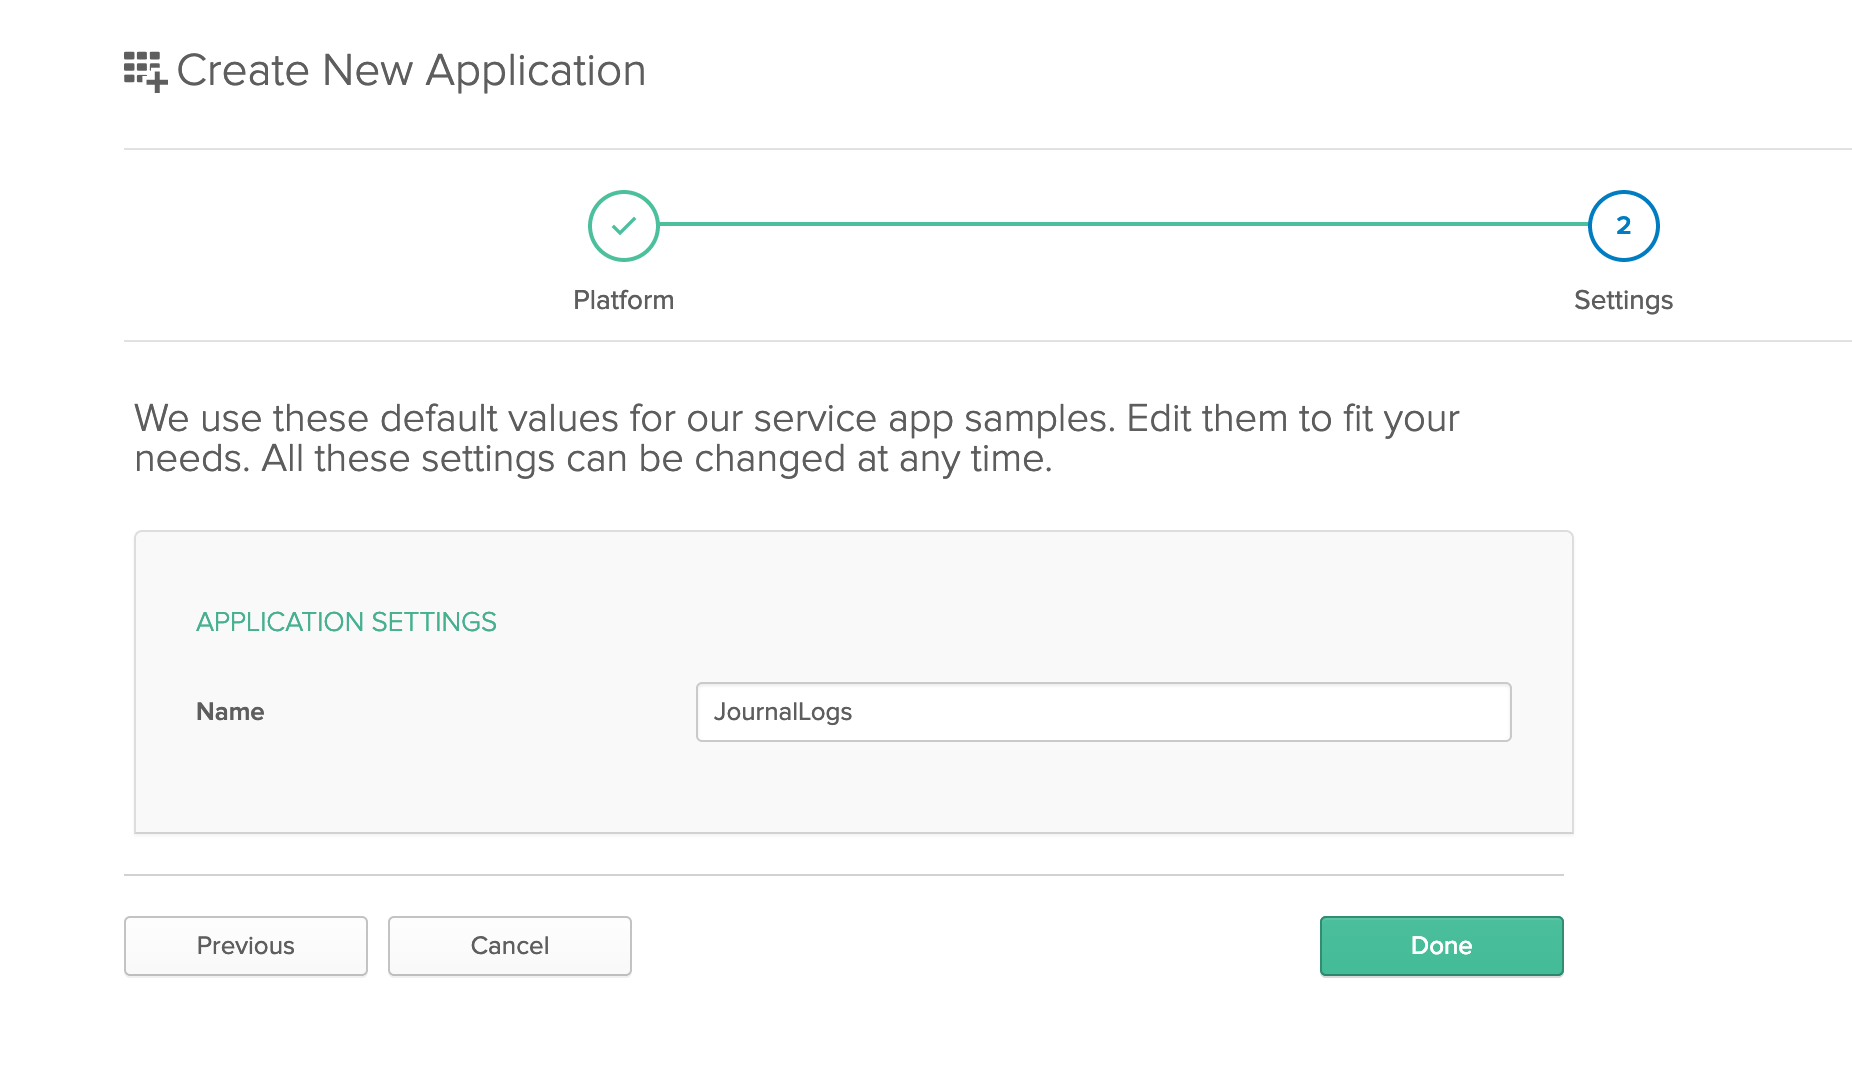 Create New Application
2
Platform
Settings
We use these default values for our service app samples. Edit them to fit your
needs. All these settings can be changed at any time.
APPLICATION SETTINGS
Name
JournalLogs
Previous
Cancel
Done